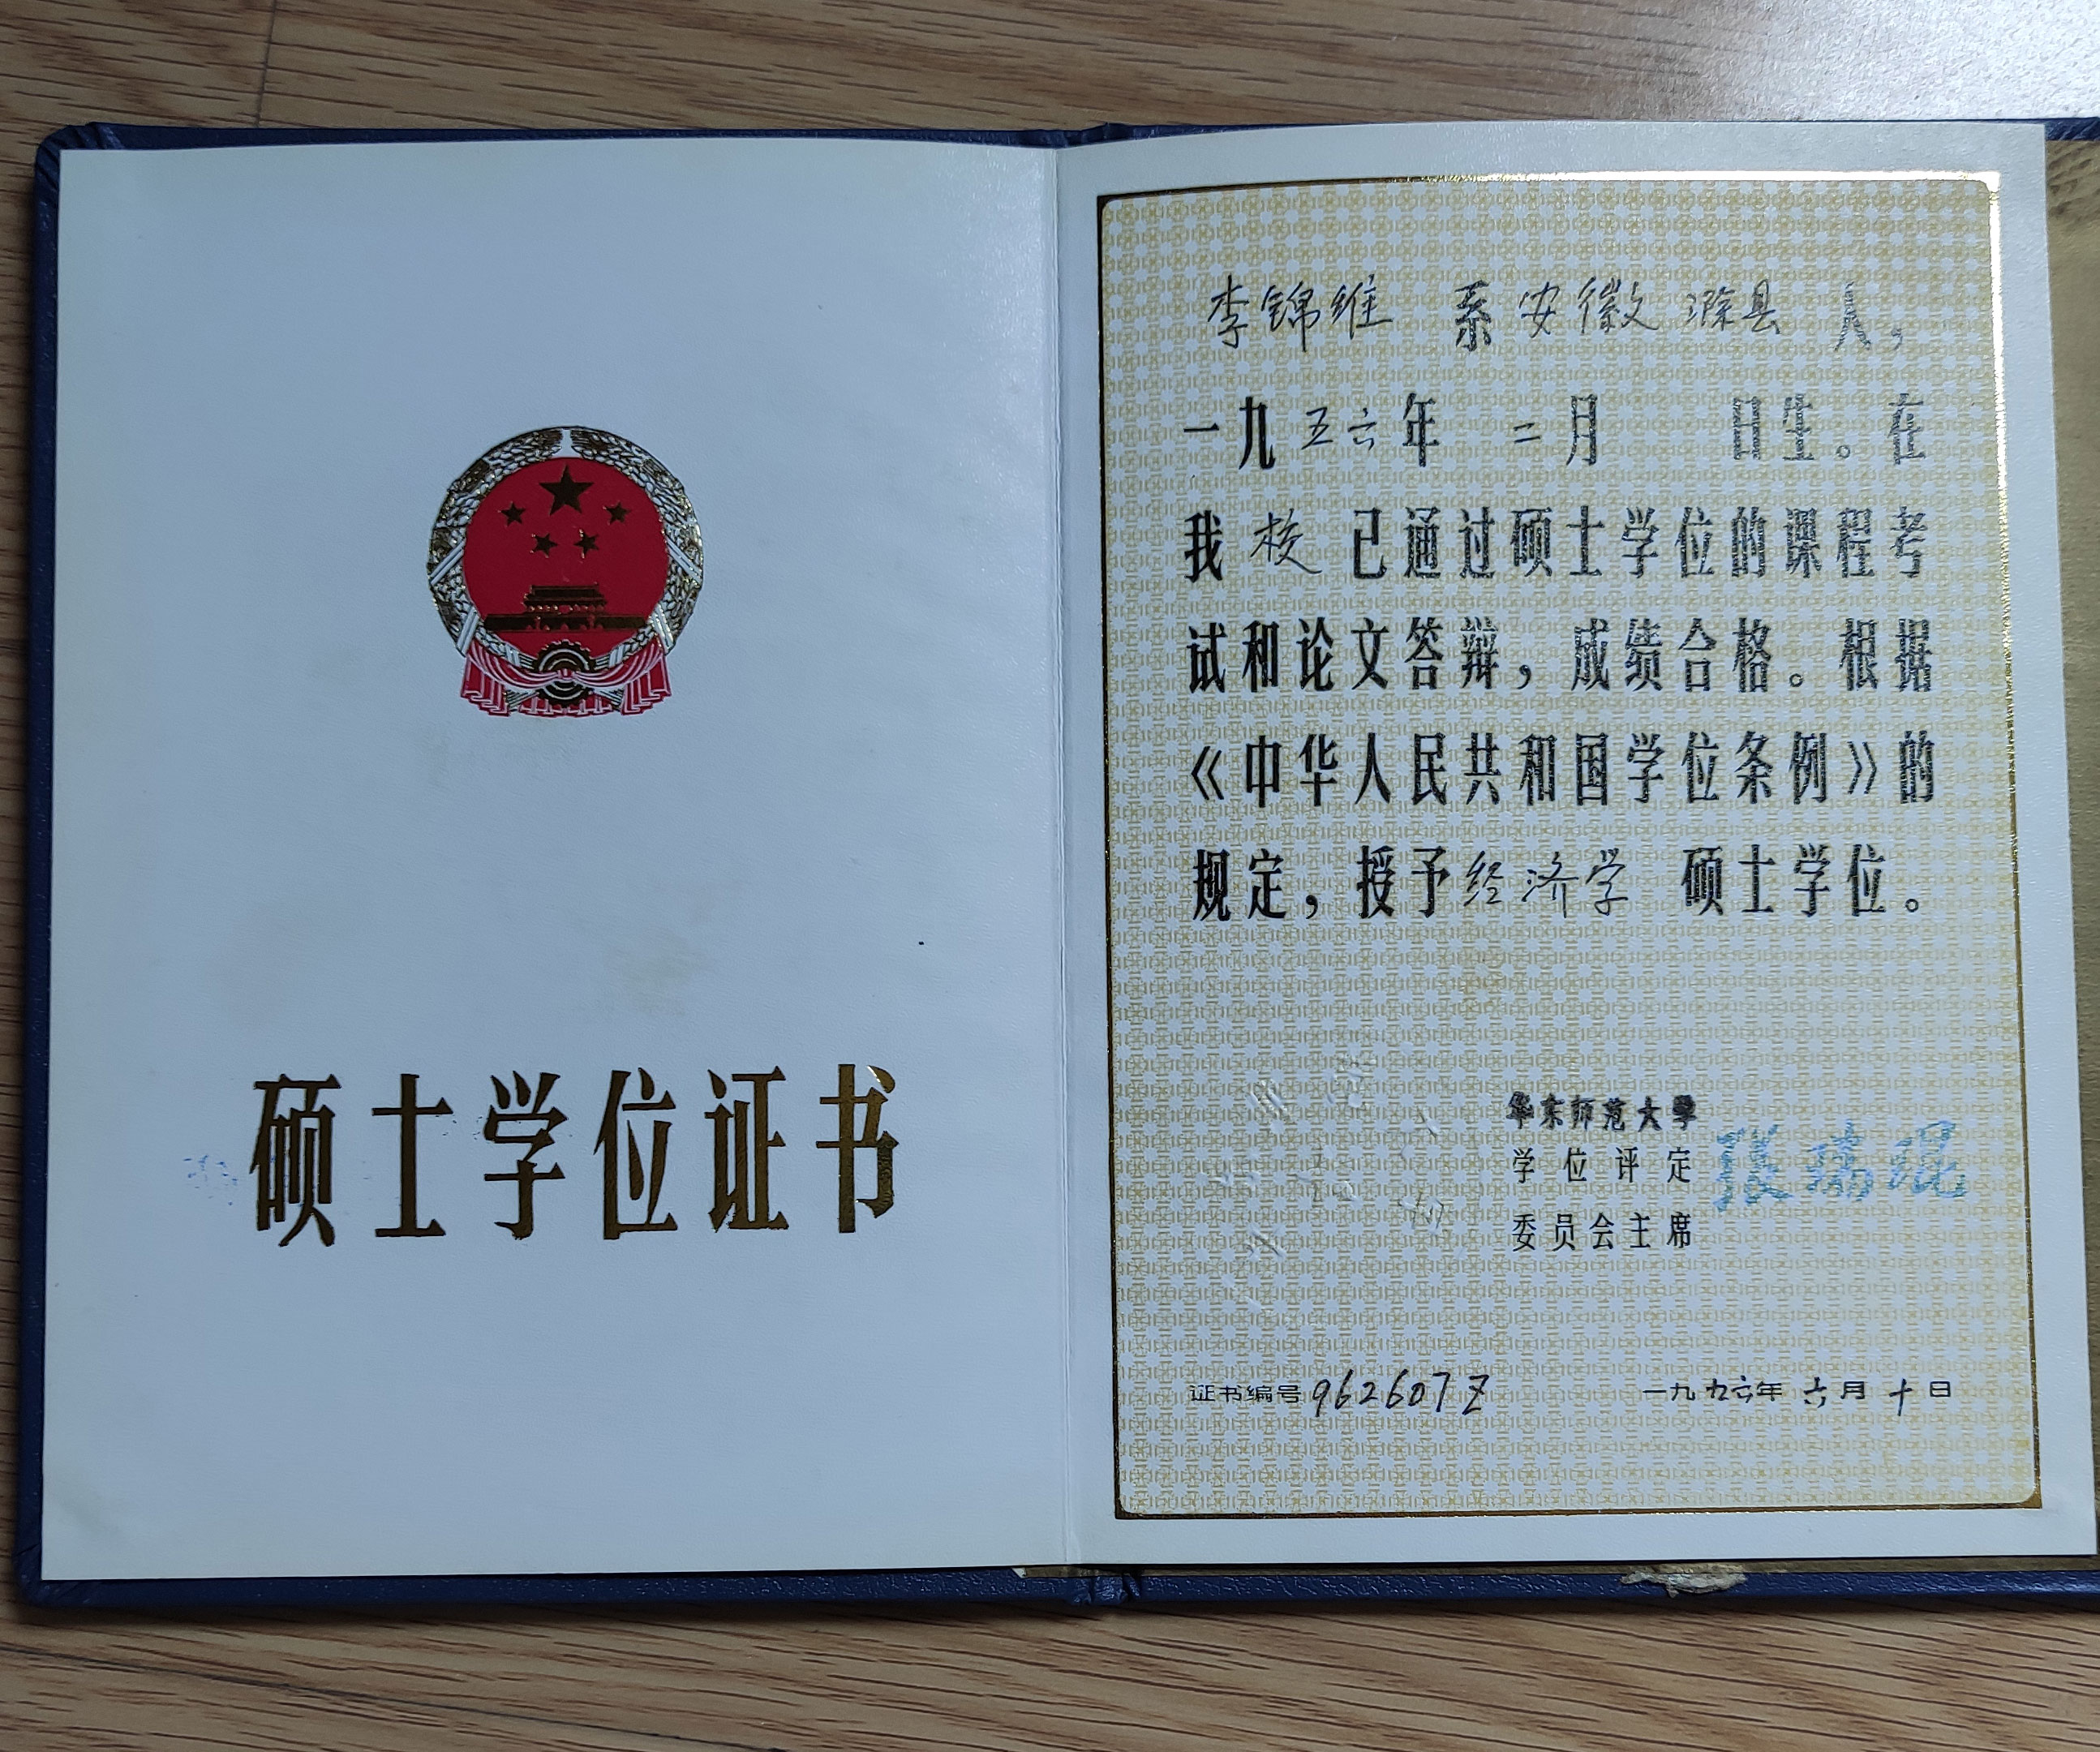 硕士学位证书
李锦维 系安徽滁县 人，
一九五六年 二月 日生。在
我校已通过硕士学位的课程考
试和论文答辩，成绩合格。根据
《中华人民共和国学位条例》的
规定，授予经济学 硕士学位。
华东师范大学
学位评定
委员会主席
张瑞琨
证书编号 962607Z 一九九六年 六月 十日